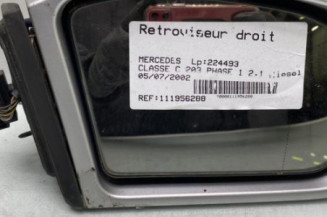 Retroviseur droit
MERCEDES Lp:224493
CLASSE C 203 PHASE 1 2.1 Diesel
05/07/2002
REF:111956288